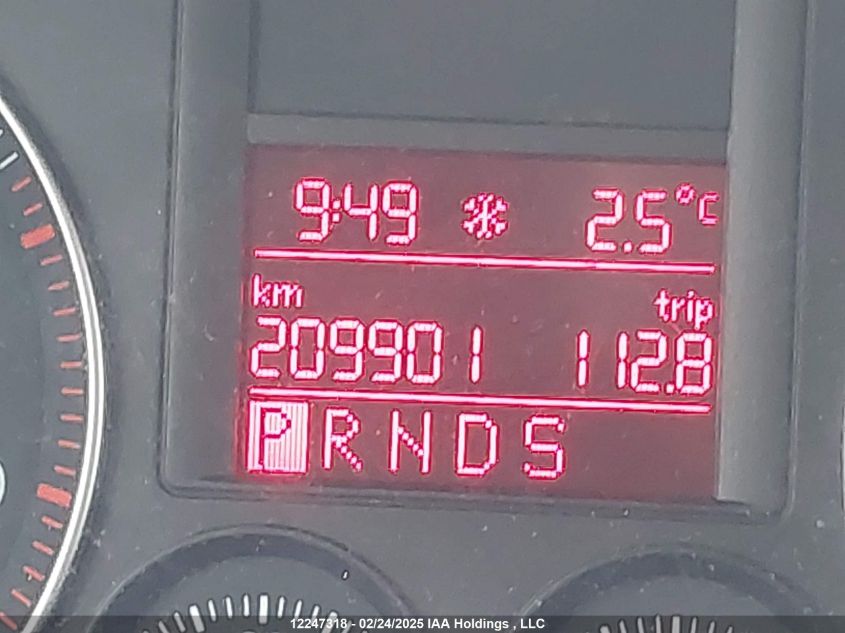 9:49 2.5°C
km trip
209901 112.8
P R N D S
12247318 - 02/24/2025 IAA Holdings , LLC